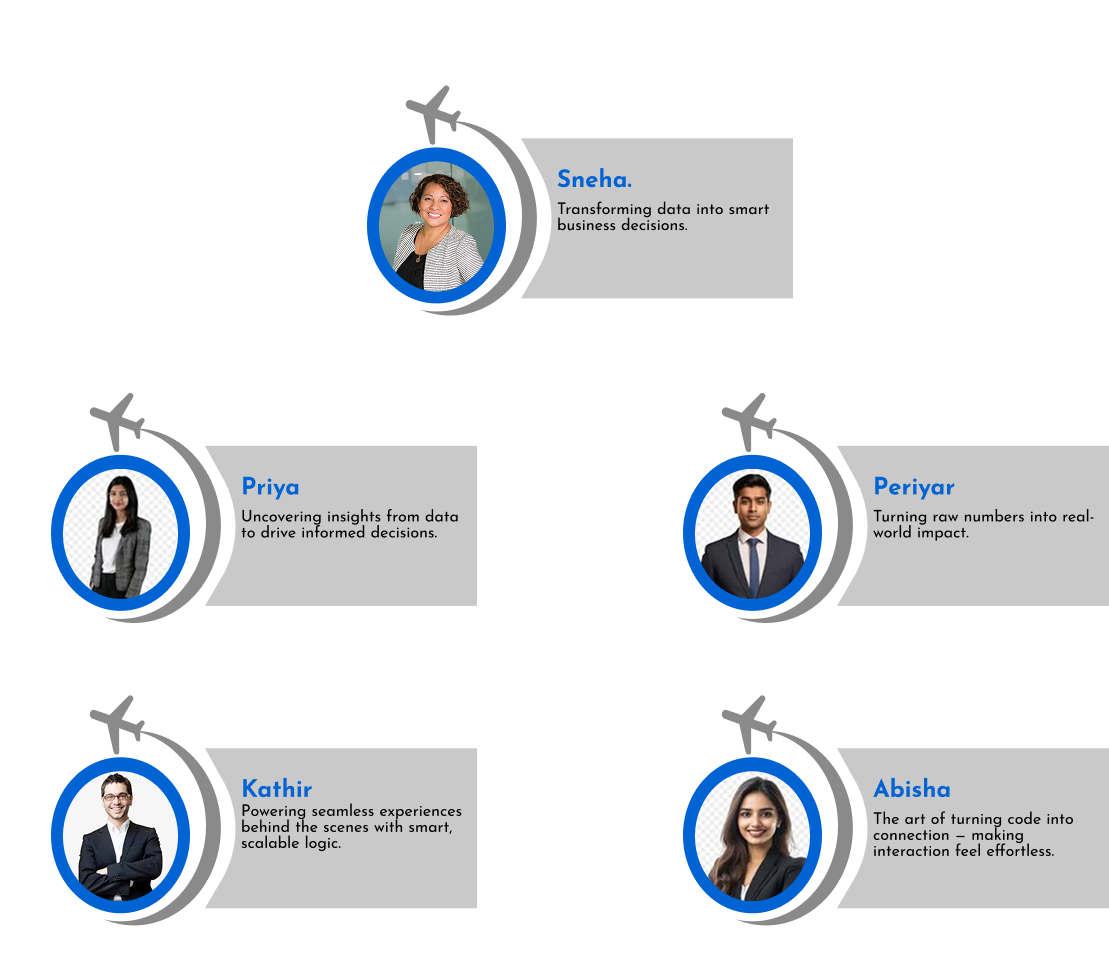 Sneha.
Transforming data into smart
business decisions.
Priya
Uncovering insights from data
to drive informed decisions.
Periyar
Turning raw numbers into real-
world impact.
Kathir
Powering seamless experiences
behind the scenes with smart,
scalable logic.
Abisha
The art of turning code into
connection – making
interaction feel effortless.